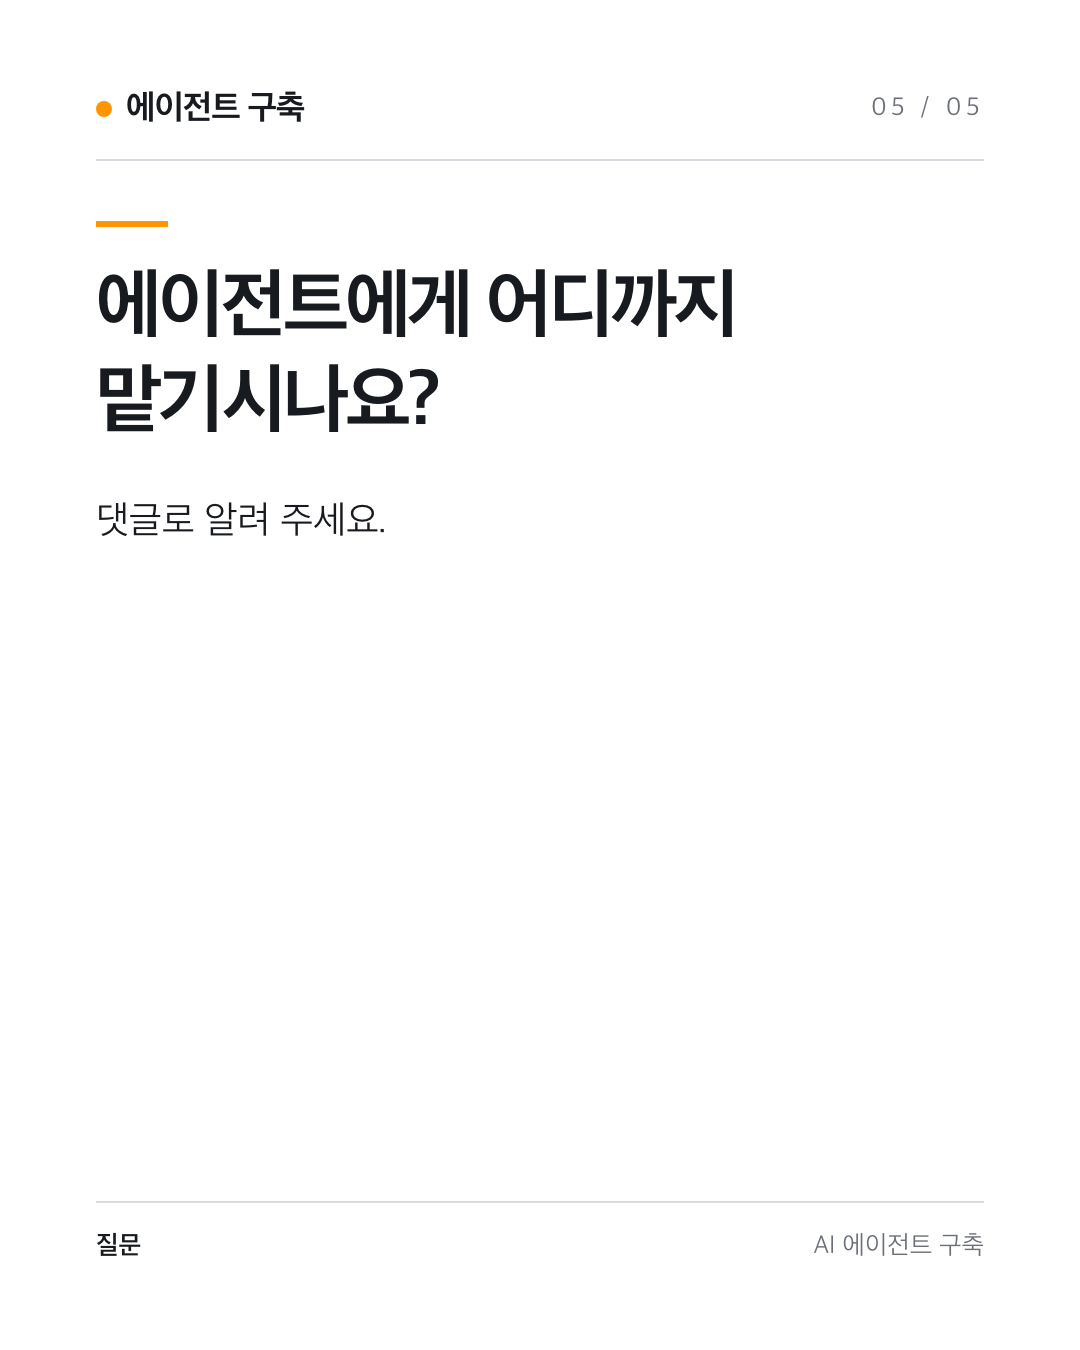 에이전트 구축
05 / 05
에이전트에게 어디까지
맡기시나요?
댓글로 알려 주세요.
질문
AI 에이전트 구축